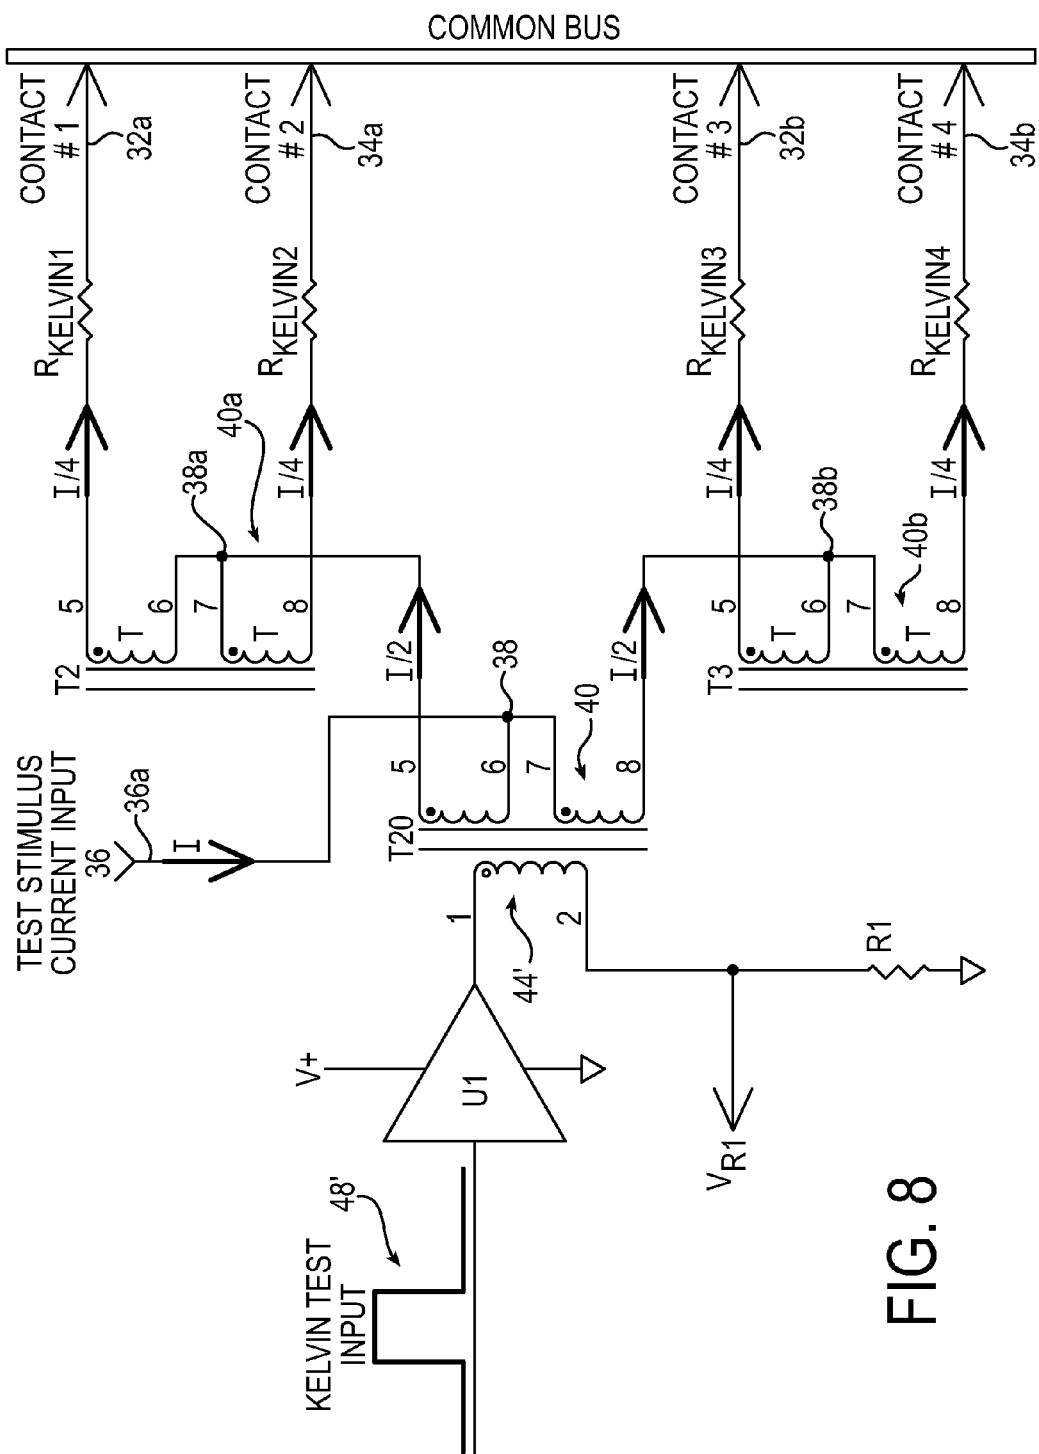 COMMON BUS
CONTACT
#1
32a
CONTACT
#2
34a
CONTACT
#3
32b
CONTACT
#4
34b
RKELVIN1
RKELVIN2
RKELVIN3
RKELVIN4
I/4
I/4
I/4
I/4
38a
40a
38b
40b
T2
5
6
7
8
T
T
T3
5
6
7
8
T
T
I/2
I/2
TEST STIMULUS
CURRENT INPUT
36
36a
I
38
40
T20
5
6
7
8
1
2
44'
R1
V+
U1
VR1
KELVIN TEST
INPUT
48'
FIG. 8